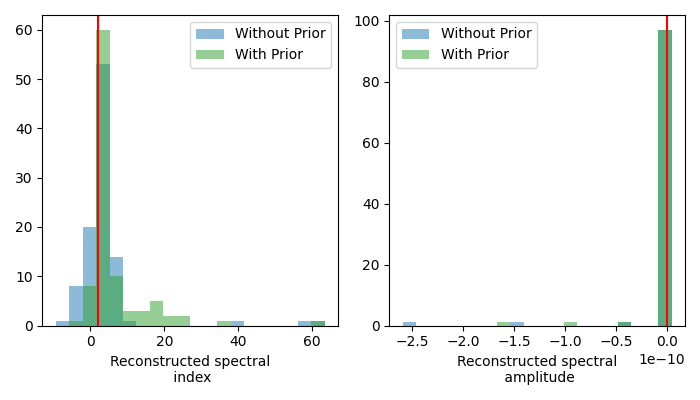 60
50
40
30
20
10
0
0
20
40
60
Without Prior
With Prior
Reconstructed spectral
index
100
80
60
40
20
0
−2.5
−2.0
−1.5
−1.0
−0.5
0.0
1e−10
Without Prior
With Prior
Reconstructed spectral
amplitude